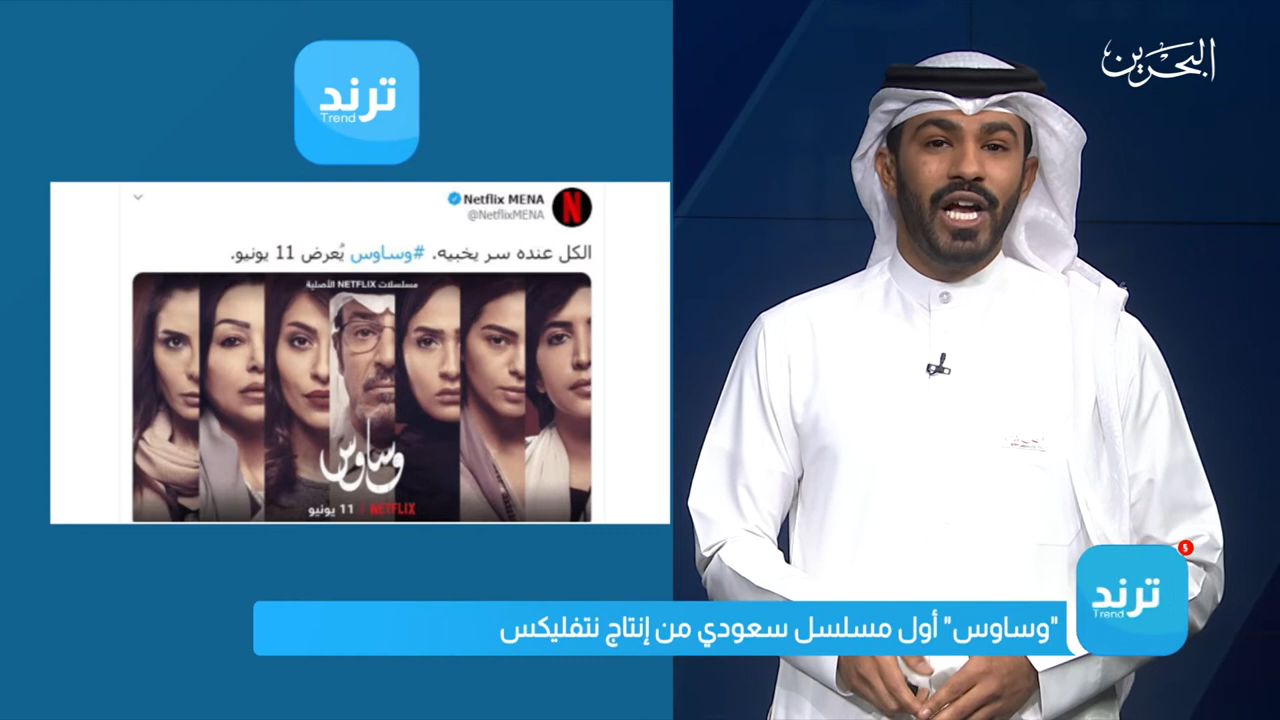 البحرين
ترند
Trend
Netflix MENA
@NetflixMENA
الكل عنده سر يخبيه. #وساوس يُعرض 11 يونيو.
مسلسلات NETFLIX الأصلية
وساوس
NETFLIX | 11 يونيو
5
ترند
Trend
"وساوس" أول مسلسل سعودي من إنتاج نتفليكس